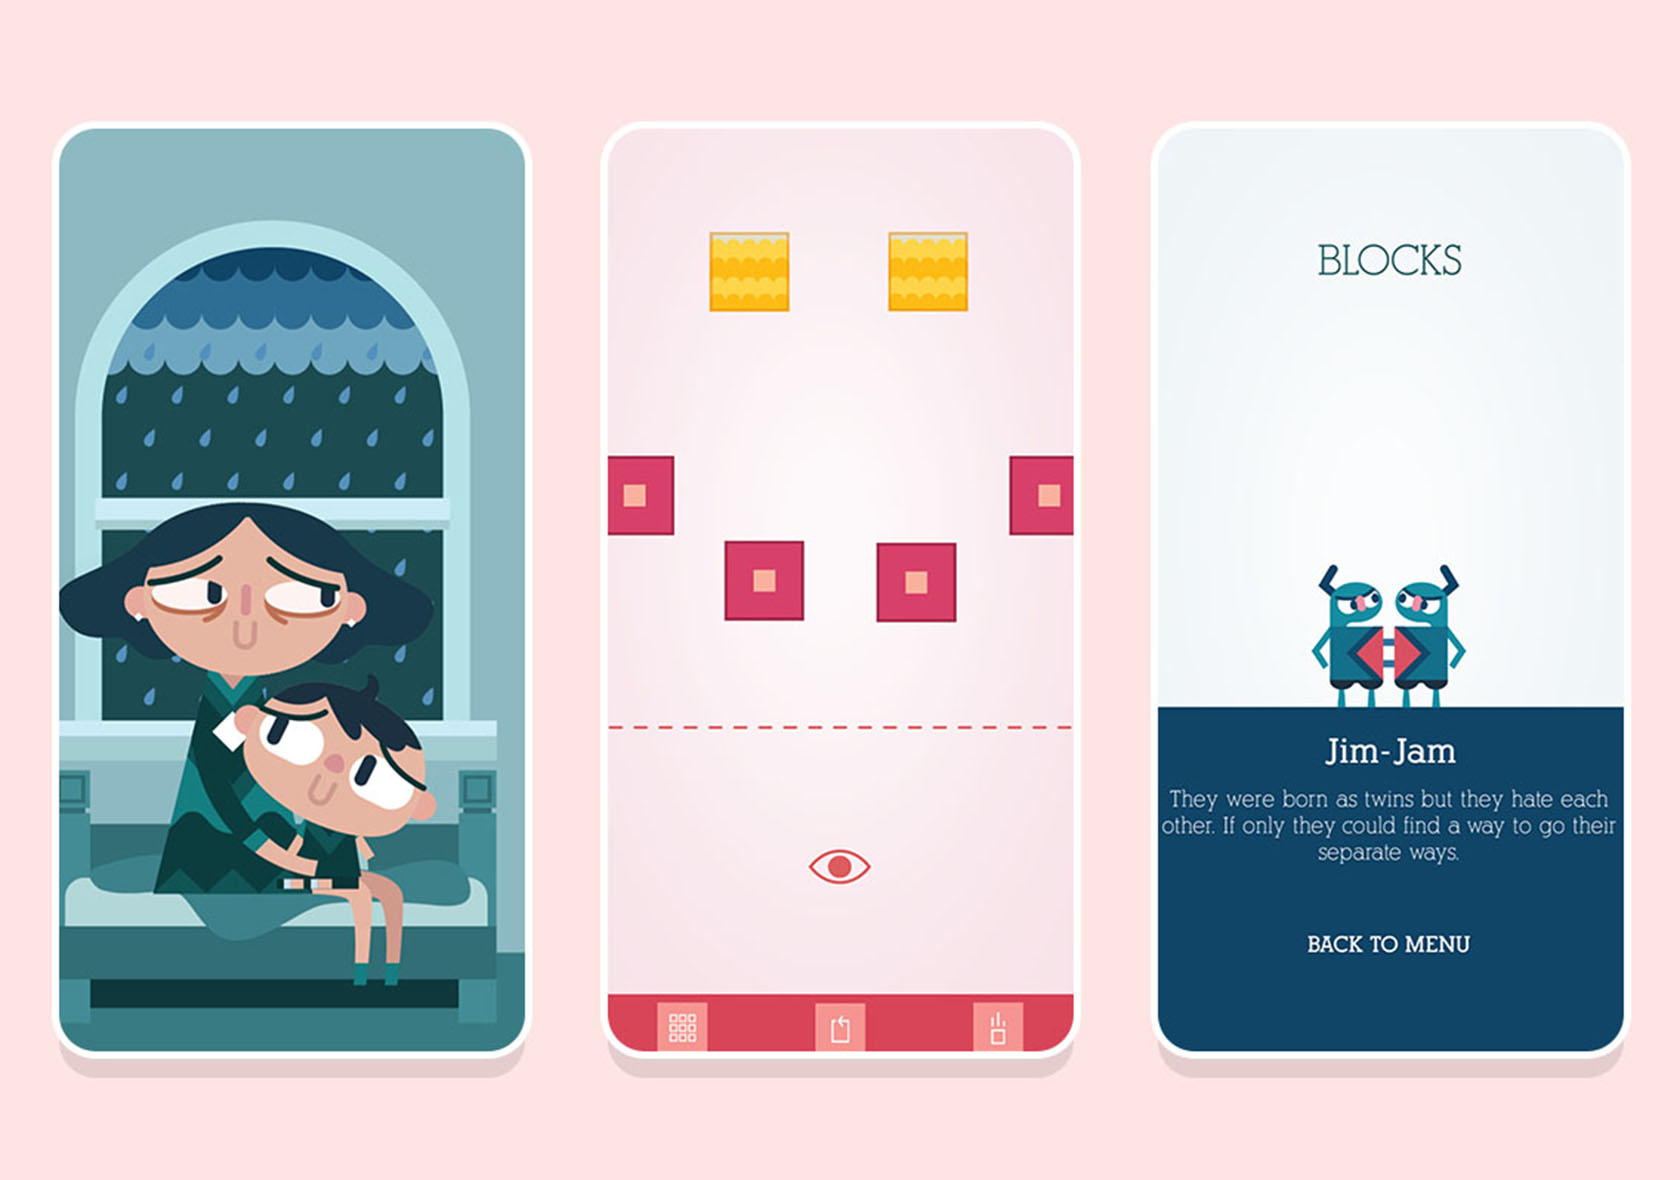 BLOCKS
Jim-Jam
They were born as twins but they hate each
other. If only they could find a way to go their
separate ways.
BACK TO MENU